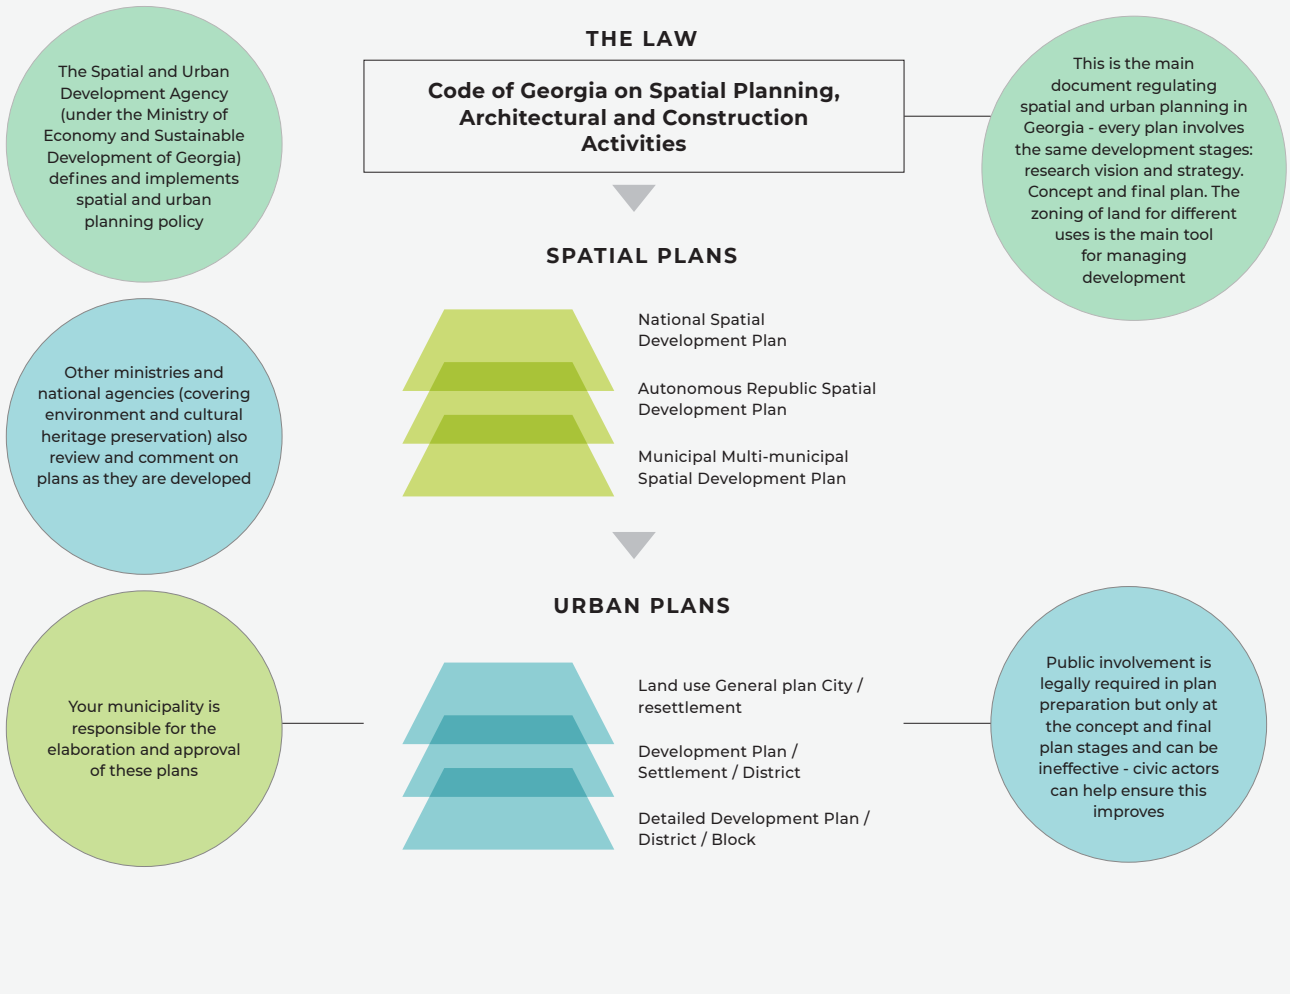 The Spatial and Urban
Development Agency
(under the Ministry of
Economy and Sustainable
Development of Georgia)
defines and implements
spatial and urban
planning policy
THE LAW
Code of Georgia on Spatial Planning,
Architectural and Construction
Activities
This is the main
document regulating
spatial and urban planning in
Georgia - every plan involves
the same development stages:
research vision and strategy.
Concept and final plan. The
zoning of land for different
uses is the main tool
for managing
development
SPATIAL PLANS
National Spatial
Development Plan
Autonomous Republic Spatial
Development Plan
Municipal Multi-municipal
Spatial Development Plan
Other ministries and
national agencies (covering
environment and cultural
heritage preservation) also
review and comment on
plans as they are developed
URBAN PLANS
Your municipality is
responsible for the
elaboration and approval
of these plans
Land use General plan City /
resettlement
Development Plan /
Settlement / District
Detailed Development Plan /
District / Block
Public involvement is
legally required in plan
preparation but only at
the concept and final
plan stages and can be
ineffective - civic actors
can help ensure this
improves